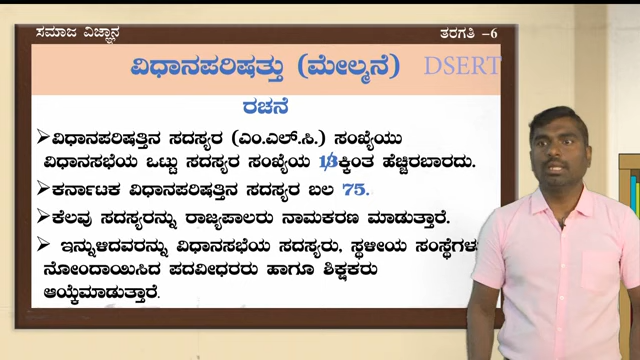 ಸಮಾಜ ವಿಜ್ಞಾನ
ತರಗತಿ –6
ವಿಧಾನಪರಿಷತ್ತು (ಮೇಲ್ಮನೆ)
DSERT
ರಚನೆ
➢ವಿಧಾನಪರಿಷತ್ತಿನ ಸದಸ್ಯರ (ಎಂ.ಎಲ್.ಸಿ.) ಸಂಖ್ಯೆಯು
ವಿಧಾನಸಭೆಯ ಒಟ್ಟು ಸದಸ್ಯರ ಸಂಖ್ಯೆಯ 1/3ಕ್ಕಿಂತ ಹೆಚ್ಚಿರಬಾರದು.
➢ಕರ್ನಾಟಕ ವಿಧಾನಪರಿಷತ್ತಿನ ಸದಸ್ಯರ ಬಲ 75.
➢ಕೆಲವು ಸದಸ್ಯರನ್ನು ರಾಜ್ಯಪಾಲರು ನಾಮಕರಣ ಮಾಡುತ್ತಾರೆ.
➢ ಇನ್ನುಳಿದವರನ್ನು ವಿಧಾನಸಭೆಯ ಸದಸ್ಯರು, ಸ್ಥಳೀಯ ಸಂಸ್ಥೆಗಳು
ನೋಂದಾಯಿಸಿದ ಪದವೀಧರರು ಹಾಗೂ ಶಿಕ್ಷಕರು
ಆಯ್ಕೆಮಾಡುತ್ತಾರೆ.